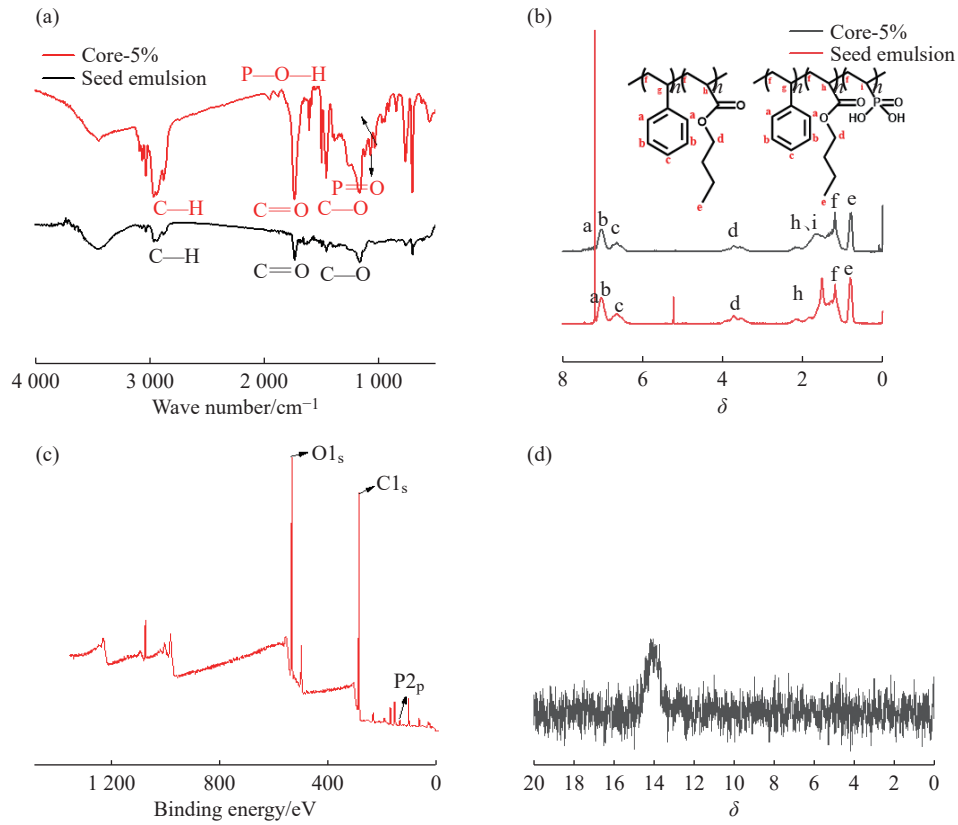 (a)
Core-5%
Seed emulsion
P—O—H
P=O
C—H
C=O
C—O
C—H
C=O
C—O
4 000
3 000
2 000
1 000
Wave number/cm⁻¹
(b)
Core-5%
Seed emulsion
f
g
n
f
h
n
O
O
a
a
b
b
c
d
e
f
g
n
f
h
n
f
i
n
O
O
P
O
HO
OH
a
a
b
b
c
d
e
a
b
c
d
h
i
f
e
a
b
c
d
h
f
e
8
6
4
2
0
δ
(c)
O1s
C1s
P2p
1 200
800
400
0
Binding energy/eV
(d)
20
18
16
14
12
10
8
6
4
2
0
δ